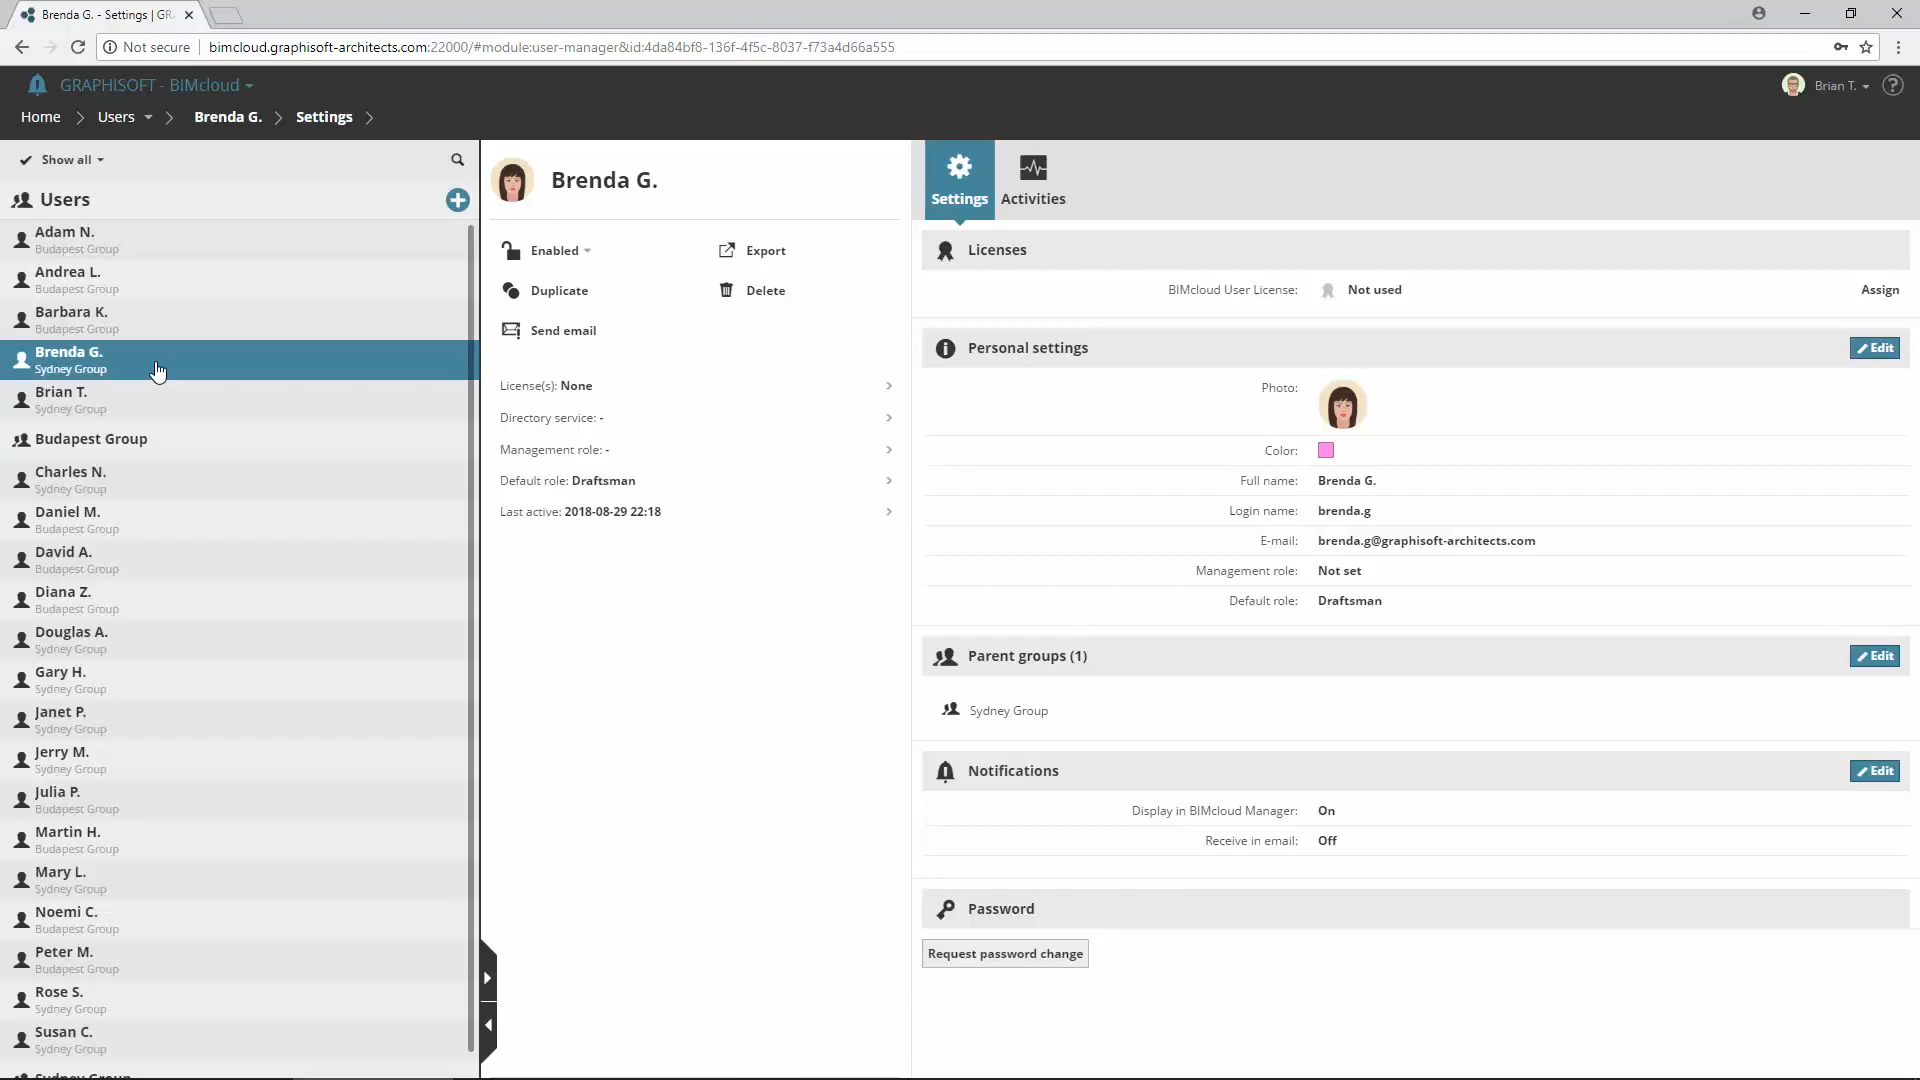 Brenda G. - Settings | GR
Not secure
bimcloud.graphisoft-architects.com:22000/#module:user-manager&id:4da84bf8-136f-4f5c-8037-f73a4d66a555
GRAPHISOFT - BIMcloud
Brian T.
Home
Users
Brenda G.
Settings
Show all
Users
Adam N.
Budapest Group
Andrea L.
Budapest Group
Barbara K.
Budapest Group
Brenda G.
Sydney Group
Brian T.
Sydney Group
Budapest Group
Charles N.
Sydney Group
Daniel M.
Budapest Group
David A.
Budapest Group
Diana Z.
Budapest Group
Douglas A.
Sydney Group
Gary H.
Sydney Group
Janet P.
Sydney Group
Jerry M.
Sydney Group
Julia P.
Budapest Group
Martin H.
Budapest Group
Mary L.
Sydney Group
Noemi C.
Budapest Group
Peter M.
Budapest Group
Rose S.
Sydney Group
Susan C.
Sydney Group
Sydney Group
Brenda G.
Enabled
Export
Duplicate
Delete
Send email
License(s): None
Directory service: -
Management role: -
Default role: Draftsman
Last active: 2018-08-29 22:18
Settings
Activities
Licenses
BIMcloud User License: Not used Assign
Personal settings Edit
Photo:
Color:
Full name: Brenda G.
Login name: brenda.g
E-mail: brenda.g@graphisoft-architects.com
Management role: Not set
Default role: Draftsman
Parent groups (1) Edit
Sydney Group
Notifications Edit
Display in BIMcloud Manager: On
Receive in email: Off
Password
Request password change